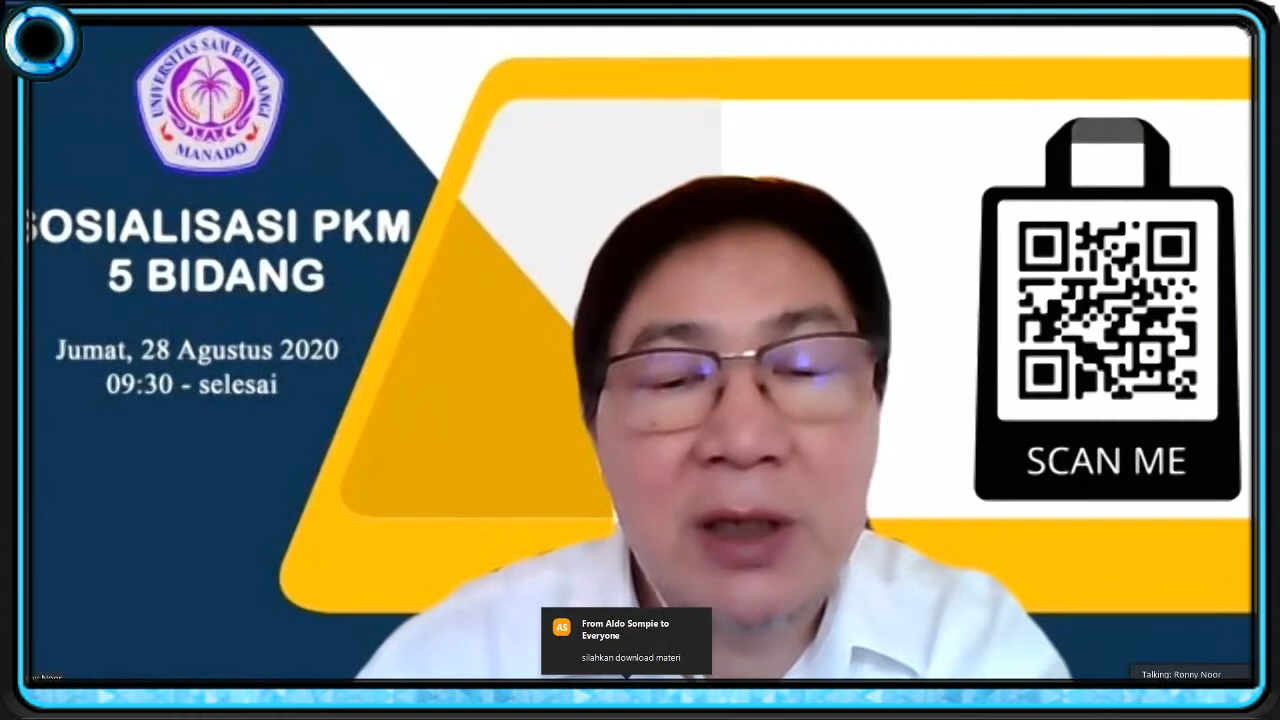 UNIVERSITAS SAM RATULANGI
MANADO
SOSIALISASI PKM
5 BIDANG
Jumat, 28 Agustus 2020
09:30 - selesai
SCAN ME
AS
From Aldo Sompie to
Everyone
silahkan download materi
Noor
Talking: Ronny Noor